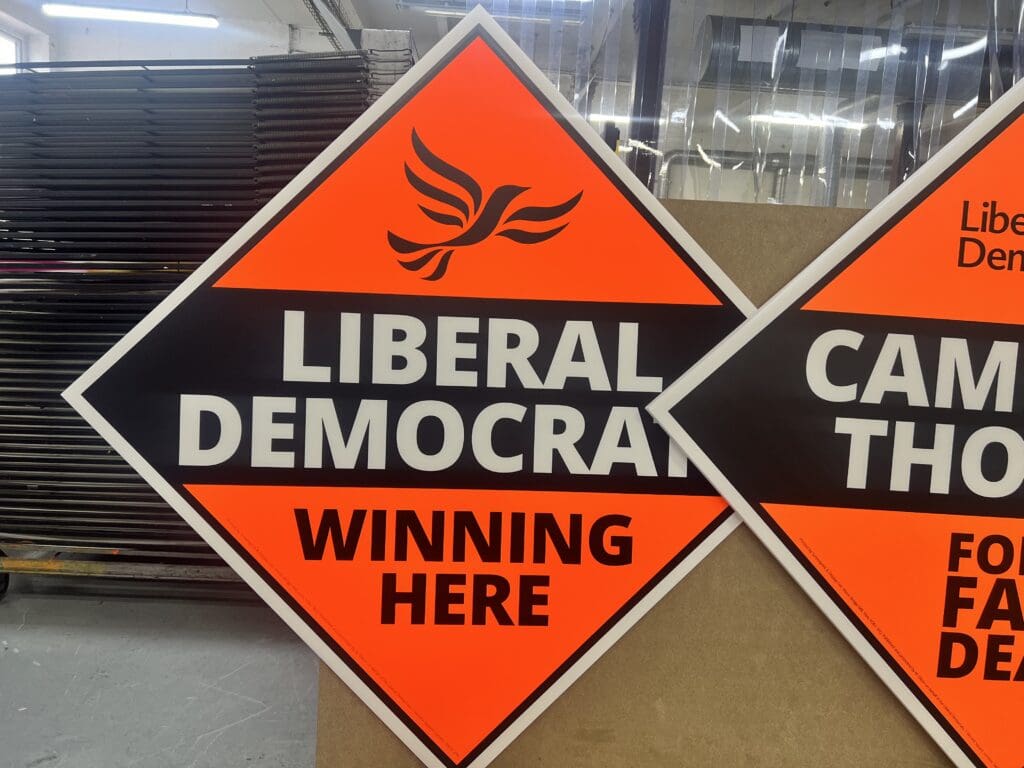 LIBERAL
DEMOCRAT
WINNING
HERE
Libe
Dem
CAM
THO
FO
FA
DEA